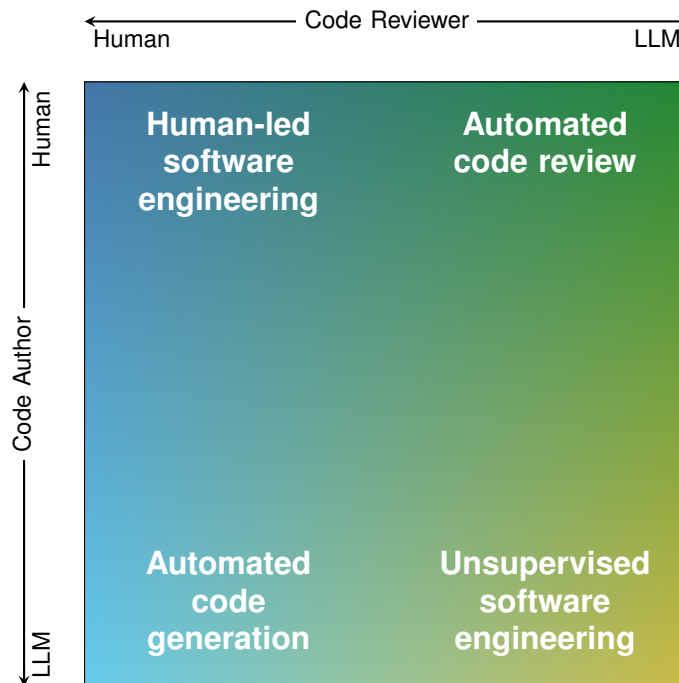 Code Reviewer
Human
LLM
Human
Code Author
LLM
Human-led
software
engineering
Automated
code review
Automated
code
generation
Unsupervised
software
engineering